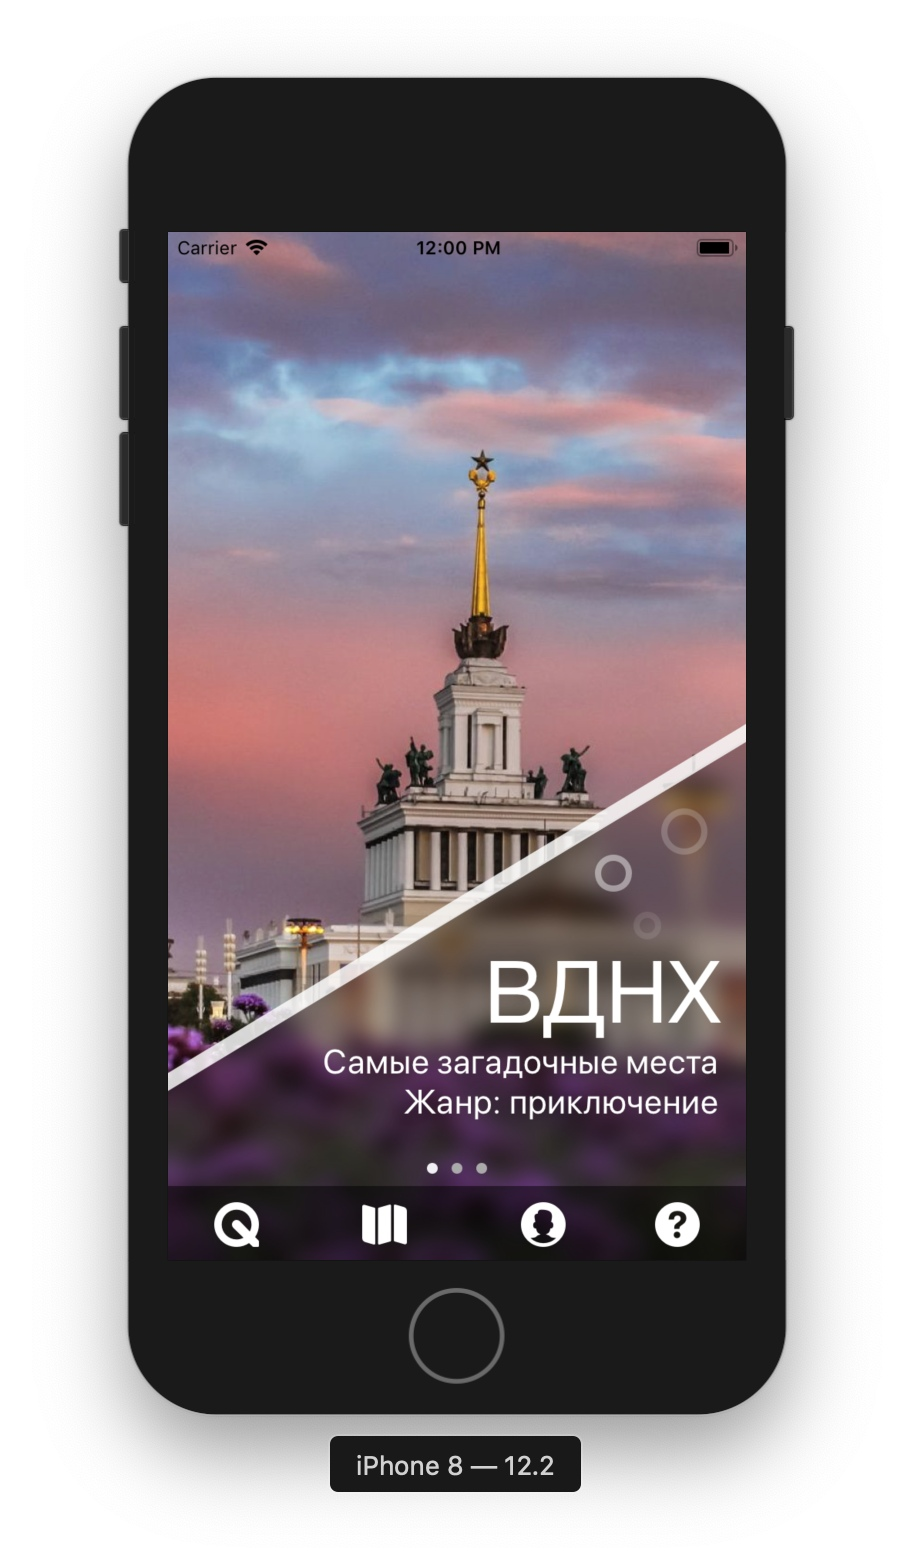 Carrier 12:00 PM
ВДНХ
Самые загадочные места
Жанр: приключение
?
iPhone 8 — 12.2